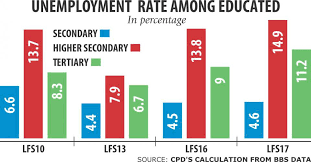 UNEMPLOYMENT RATE AMONG EDUCATED
In percentage
SECONDARY
HIGHER SECONDARY
TERTIARY
6.6
13.7
8.3
4.4
7.9
6.7
4.5
13.8
9
4.6
14.9
11.2
LFS10 LFS13 LFS16 LFS17
SOURCE: CPD'S CALCULATION FROM BBS DATA